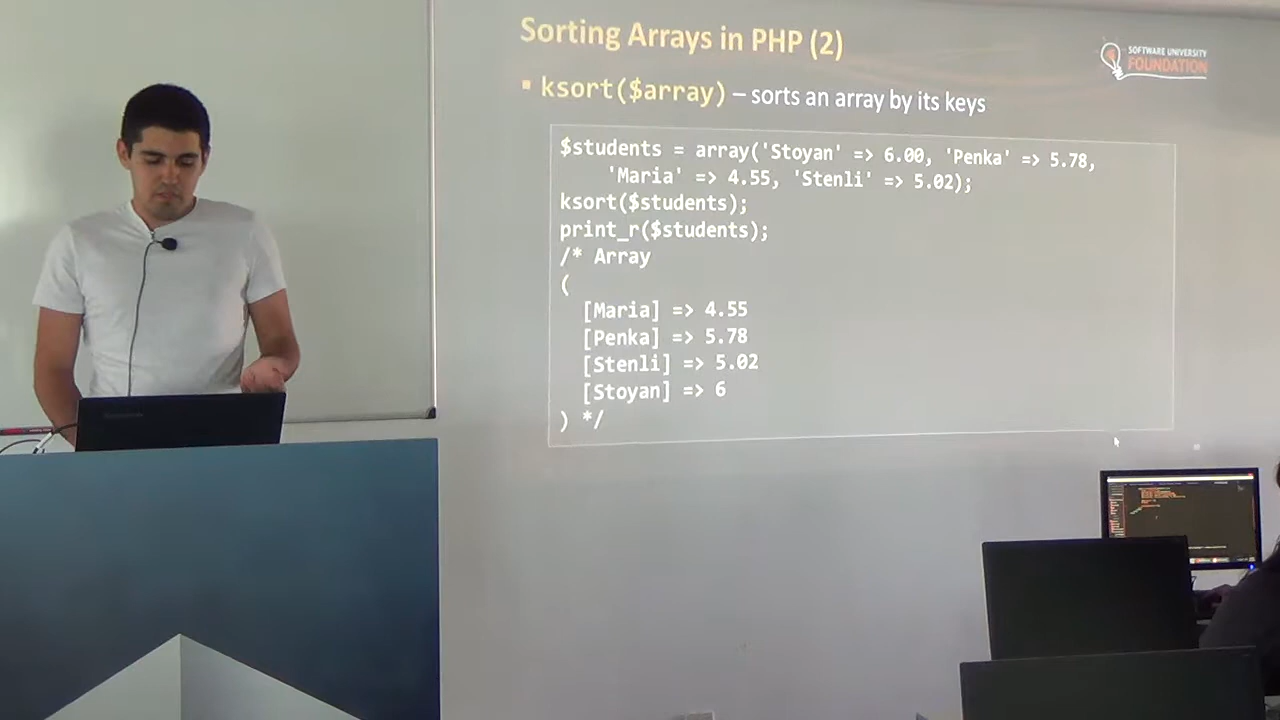 Sorting Arrays in PHP (2)
SOFTWARE UNIVERSITY
FOUNDATION
▪ ksort($array) – sorts an array by its keys
$students = array('Stoyan' => 6.00, 'Penka' => 5.78,
'Maria' => 4.55, 'Stenli' => 5.02);
ksort($students);
print_r($students);
/* Array
(
[Maria] => 4.55
[Penka] => 5.78
[Stenli] => 5.02
[Stoyan] => 6
) */